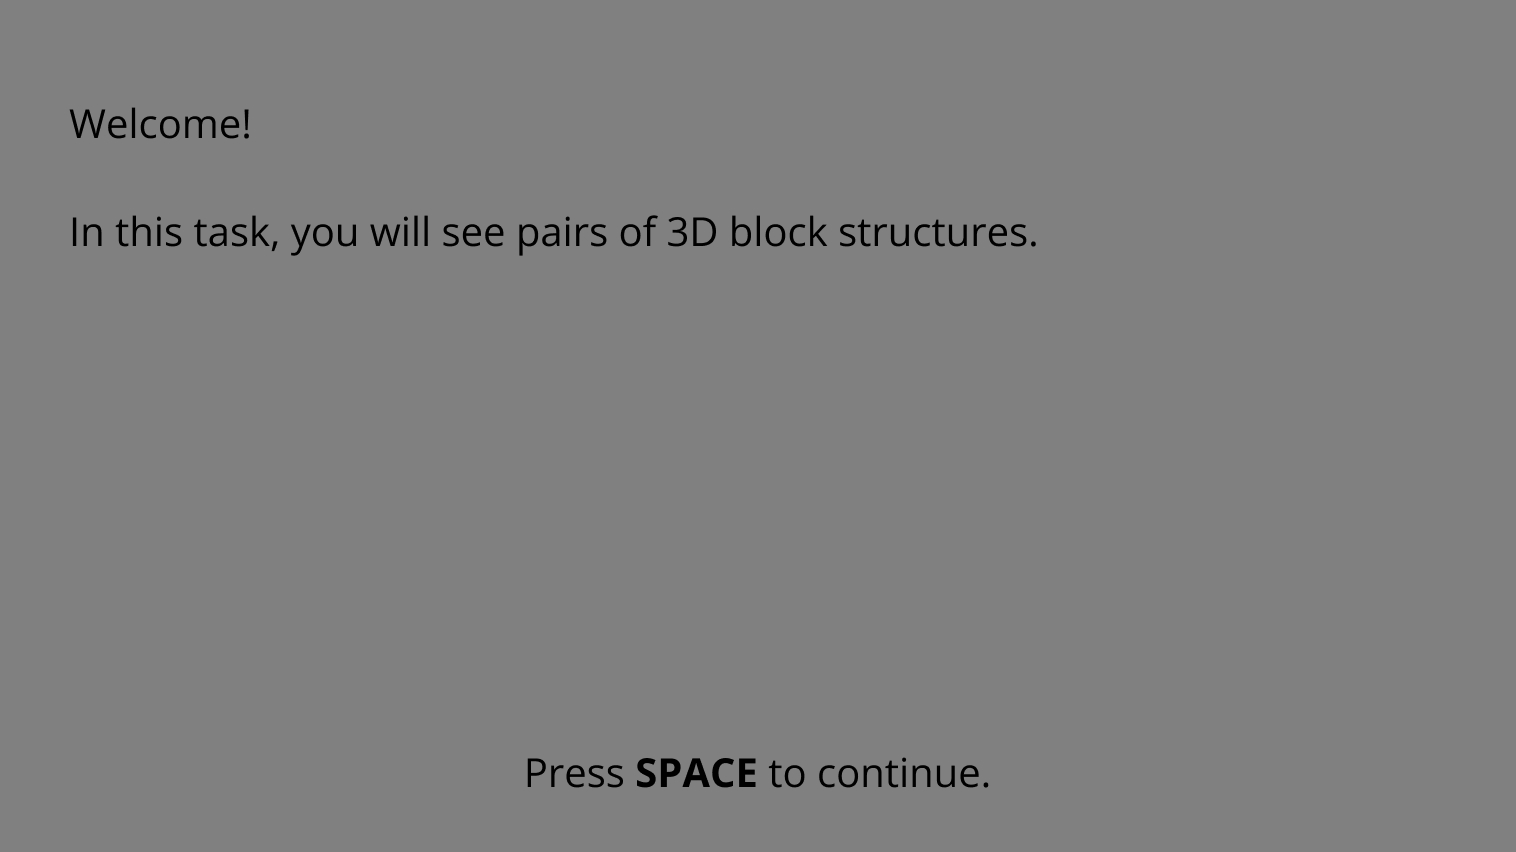 Welcome!
In this task, you will see pairs of 3D block structures.
Press SPACE to continue.